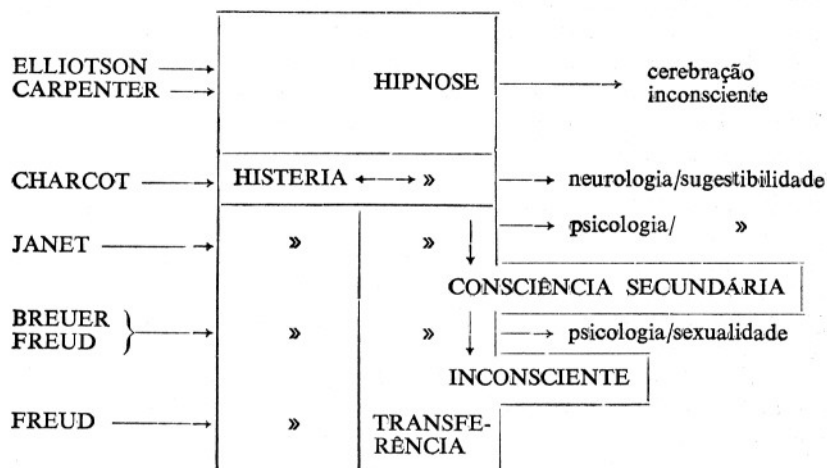 ELLIOTSON
CARPENTER
HIPNOSE
cerebração
inconsciente
CHARCOT
HISTERIA
»
neurologia/sugestibilidade
psicologia/ »
JANET
»
»
CONSCIÊNCIA SECUNDÁRIA
BREUER
FREUD
»
»
psicologia/sexualidade
INCONSCIENTE
FREUD
»
TRANSFE-
RÊNCIA